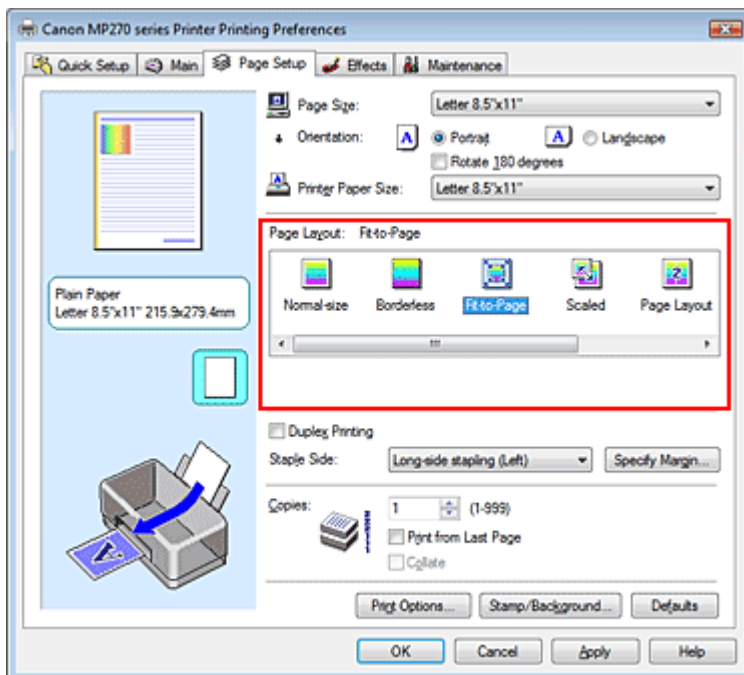 Canon MP270 series Printer Printing Preferences
Quick Setup Main Page Setup Effects Maintenance
Page Size: Letter 8.5"x11"
Orientation: A Portrait A Landscape
Rotate 180 degrees
Printer Paper Size: Letter 8.5"x11"
Page Layout: Fit-to-Page
Normal-size Borderless Fit-to-Page Scaled Page Layout
Plain Paper
Letter 8.5"x11" 215.9x279.4mm
Duplex Printing
Staple Side: Long-side stapling (Left) Specify Margin...
Copies: 1 (1-999)
Print from Last Page
Collate
Print Options... Stamp/Background... Defaults
OK Cancel Apply Help